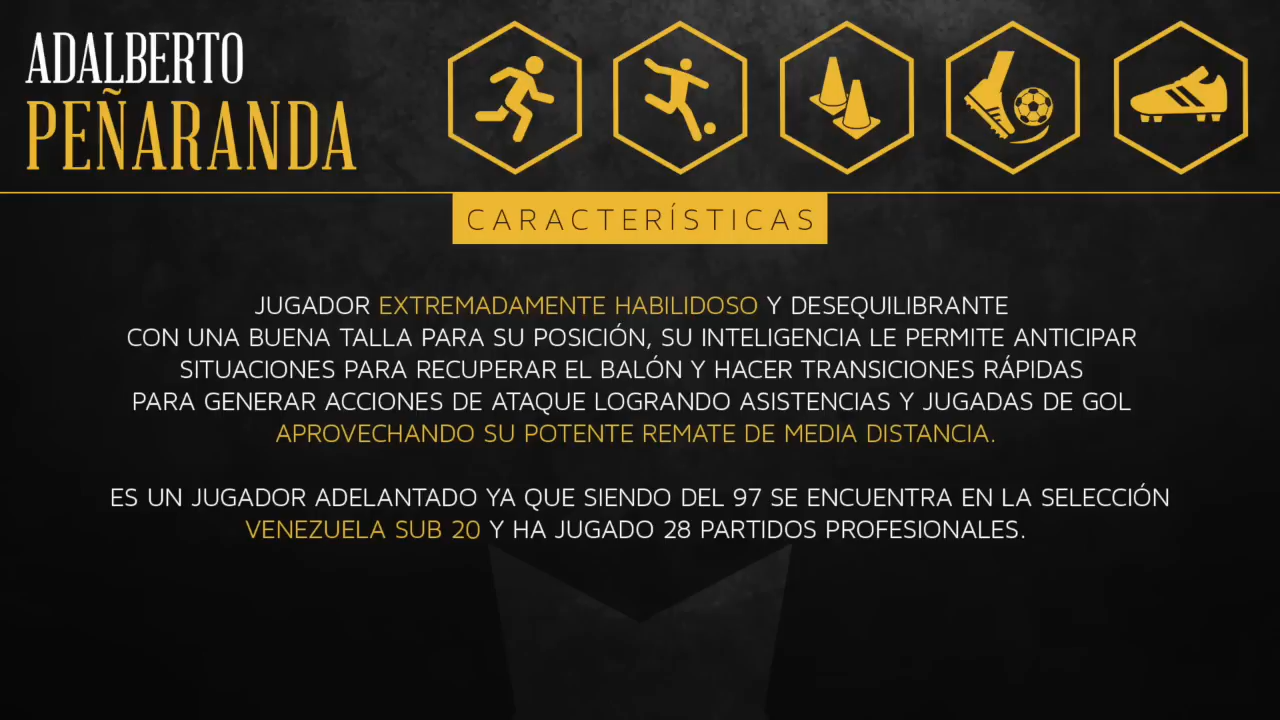 ADALBERTO
PEÑARANDA
CARACTERÍSTICAS
JUGADOR EXTREMADAMENTE HABILIDOSO Y DESEQUILIBRANTE
CON UNA BUENA TALLA PARA SU POSICIÓN, SU INTELIGENCIA LE PERMITE ANTICIPAR
SITUACIONES PARA RECUPERAR EL BALÓN Y HACER TRANSICIONES RÁPIDAS
PARA GENERAR ACCIONES DE ATAQUE LOGRANDO ASISTENCIAS Y JUGADAS DE GOL
APROVECHANDO SU POTENTE REMATE DE MEDIA DISTANCIA.
ES UN JUGADOR ADELANTADO YA QUE SIENDO DEL 97 SE ENCUENTRA EN LA SELECCIÓN
VENEZUELA SUB 20 Y HA JUGADO 28 PARTIDOS PROFESIONALES.